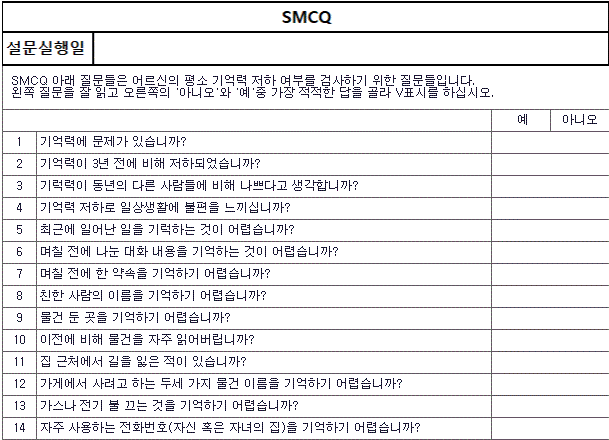 SMCQ
설문실행일
SMCQ 아래 질문들은 어르신의 평소 기억력 저하 여부를 검사하기 위한 질문들입니다.
왼쪽 질문을 잘 읽고 오른쪽의 '아니오'와 '예'중 가장 적적한 답을 골라 V표시를 하십시오.
예 아니오
1 기억력에 문제가 있습니까?
2 기억력이 3년 전에 비해 저하되었습니까?
3 기력력이 동년의 다른 사람들에 비해 나쁘다고 생각합니까?
4 기억력 저하로 일상생활에 불편을 느끼십니까?
5 최근에 일어난 일을 기럭하는 것이 어렵습니까?
6 며칠 전에 나눈 대화 내용을 기억하는 것이 어렵습니까?
7 며칠 전에 한 약속을 기억하기 어렵습니까?
8 친한 사람의 이름을 기억하기 어렵습니까?
9 물건 둔 곳을 기억하기 어렵습니까?
10 이전에 비해 물건을 자주 읽어버립니까?
11 집 근처에서 길을 잃은 적이 있습니까?
12 가게에서 사려고 하는 두세 가지 물건 이름을 기억하기 어렵습니까?
13 가스나 전기 불 끄는 것을 기억하기 어렵습니까?
14 자주 사용하는 전화번호(자신 혹은 자녀의 집)을 기억하기 어렵습니까?